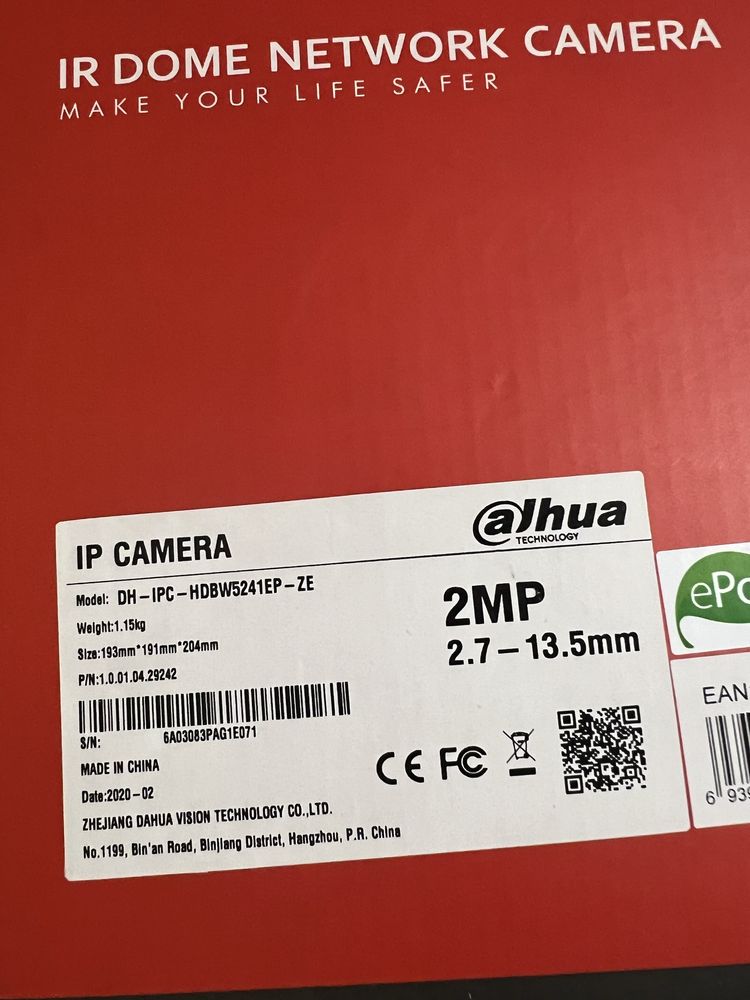 IR DOME NETWORK CAMERA
MAKE YOUR LIFE SAFER
alhua
TECHNOLOGY
IP CAMERA
Model: DH-IPC-HDBW5241EP-ZE
Weight:1.15kg
Size:193mm*191mm*204mm
P/N:1.0.01.04.29242
2MP
2.7-13.5mm
S/N: 6A03083PAG1E071
MADE IN CHINA
Date:2020-02
ZHEJIANG DAHUA VISION TECHNOLOGY CO.,LTD.
No.1199, Bin'an Road, Binjiang District, Hangzhou, P.R. China
CE FC
ePo
EAN
6 939